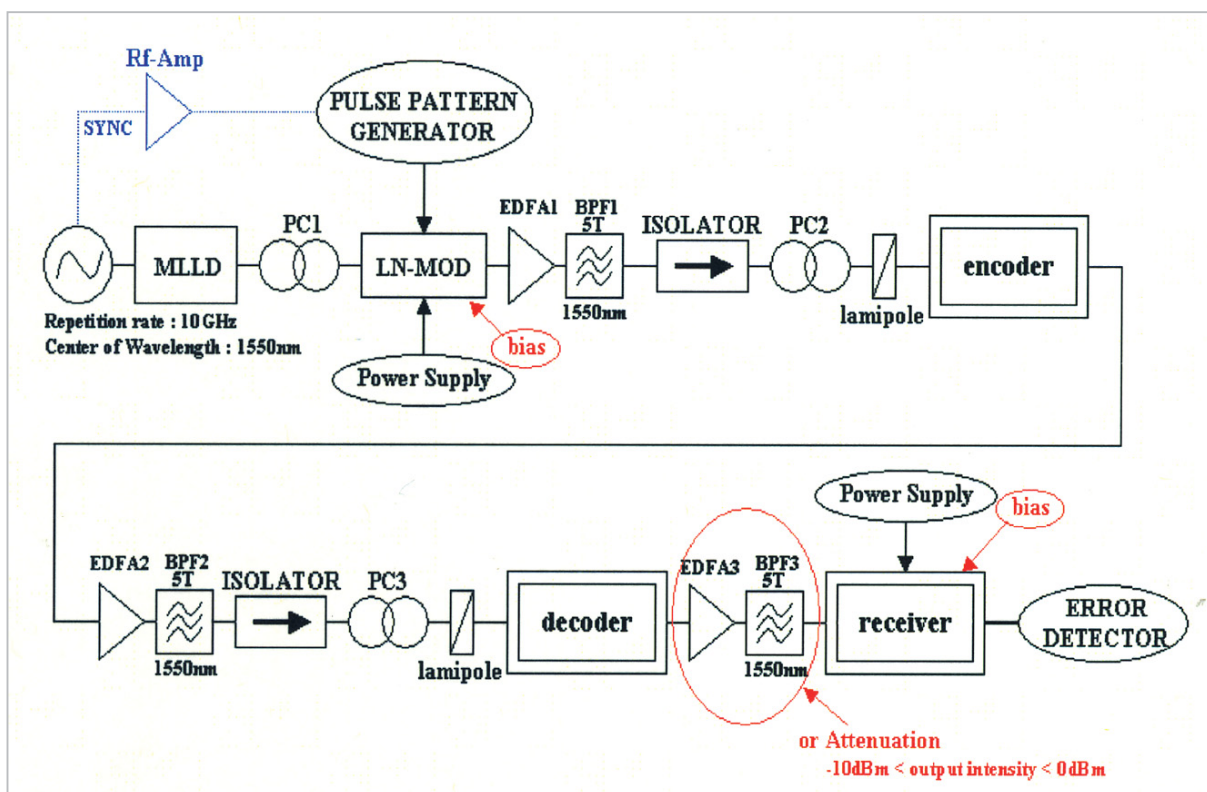 Rf-Amp
SYNC
PULSE PATTERN
GENERATOR
PC1
EDFA1
BPF1
5T
ISOLATOR
PC2
MLLD
LN-MOD
encoder
1550nm
lamipole
Repetition rate : 10 GHz
Center of Wavelength : 1550nm
bias
Power Supply
Power Supply
bias
EDFA2
BPF2
5T
ISOLATOR
PC3
EDFA3
BPF3
5T
decoder
receiver
ERROR
DETECTOR
1550nm
lamipole
1550nm
or Attenuation
-10dBm < output intensity < 0dBm